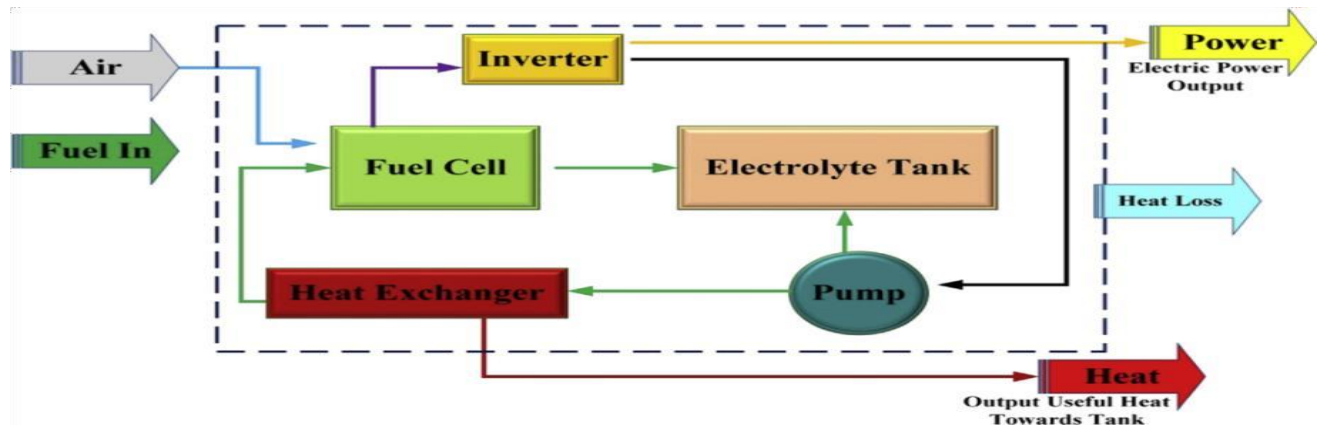 Air
Fuel In
Inverter
Fuel Cell
Electrolyte Tank
Heat Exchanger
Pump
Power
Electric Power
Output
Heat Loss
Heat
Output Useful Heat
Towards Tank